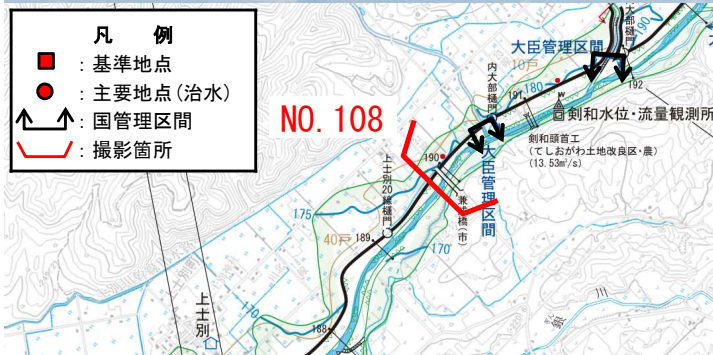 凡 例
: 基準地点
: 主要地点(治水)
: 国管理区間
: 撮影箇所
NO.108
大臣管理区間
10戸
180
190
大部樋門
192
191
内大部樋門
剣和水位・流量観測所
剣和頭首工
(てしおがわ土地改良区・農)
(13.53㎥/s)
大臣管理区間
190
上士別20線樋門
兼成橋(市)
175
40戸
189
170
170
上士別
188
川